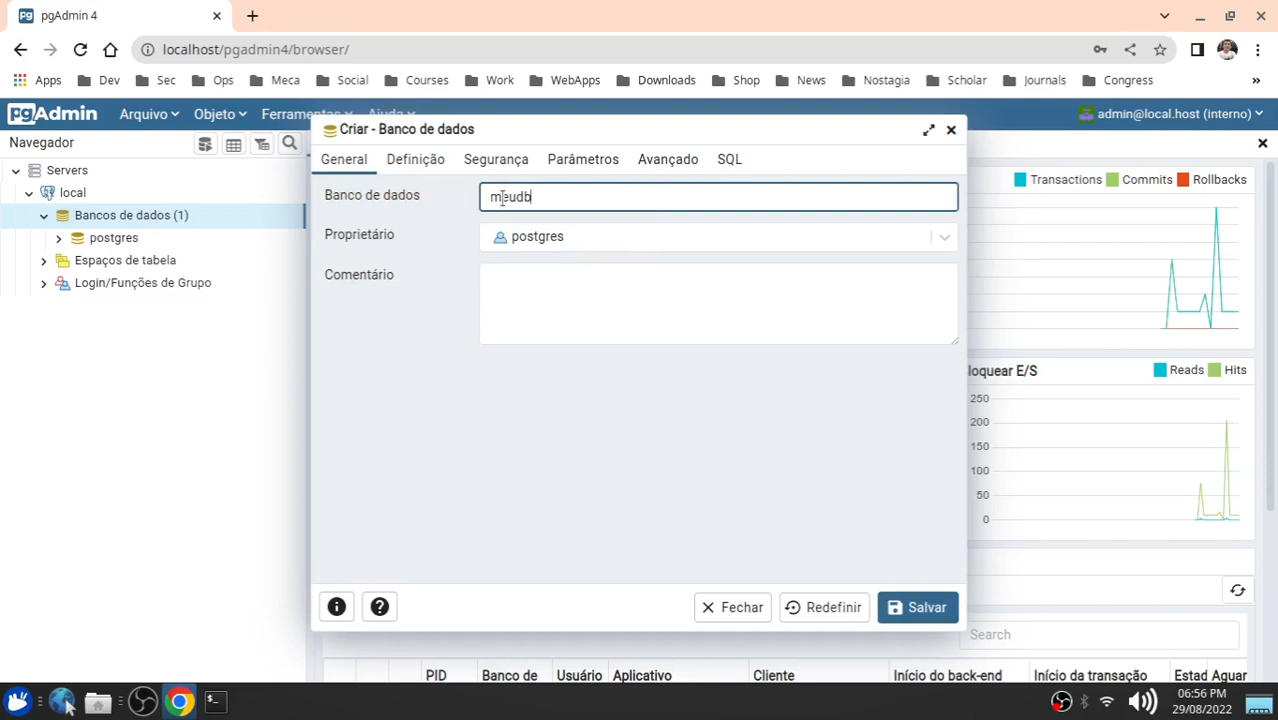 pg pgAdmin 4
localhost/pgadmin4/browser/
Apps Dev Sec Ops Meca Social Courses Work WebApps Downloads Shop News Nostagia Scholar Journals Congress »
pgAdmin Arquivo Objeto Ferramentas Ajuda admin@local.host (interno)
Navegador
Servers
local
Bancos de dados (1)
postgres
Espaços de tabela
Login/Funções de Grupo
Criar - Banco de dados
General Definição Segurança Parâmetros Avançado SQL
Banco de dados meudb
Proprietário postgres
Comentário
Fechar Redefinir Salvar
Transactions Commits Rollbacks
loquear E/S Reads Hits
250
200
150
100
50
0
Search
PID Banco de Usuário Aplicativo Cliente Início do back-end Início da transação Estad Aguar
06:56 PM
29/08/2022